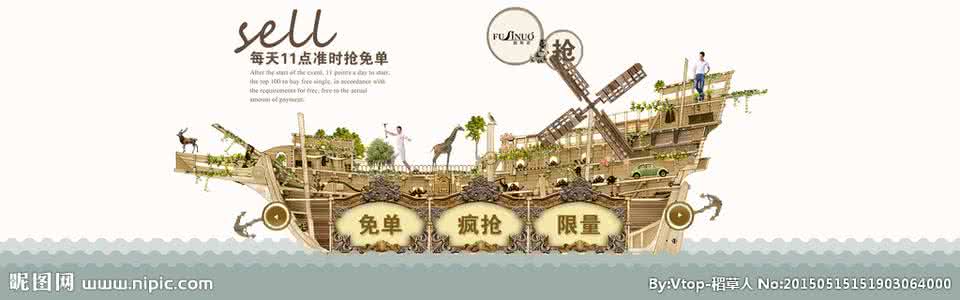 sell
每天11点准时抢免单
After the start of the event, 11 points a day to start,
the top 100 to buy free single, in accordance with
the requirements for free, free to the actual
amount of payment.
FUSINUO
抢
免单
疯抢
限量
昵图网 www.nipic.com
By:Vtop-稻草人 No:20150515151903064000